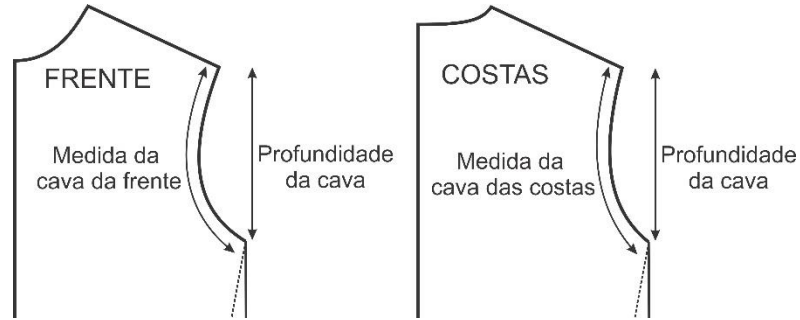 FRENTE
Medida da
cava da frente
Profundidade
da cava
COSTAS
Medida da
cava das costas
Profundidade
da cava